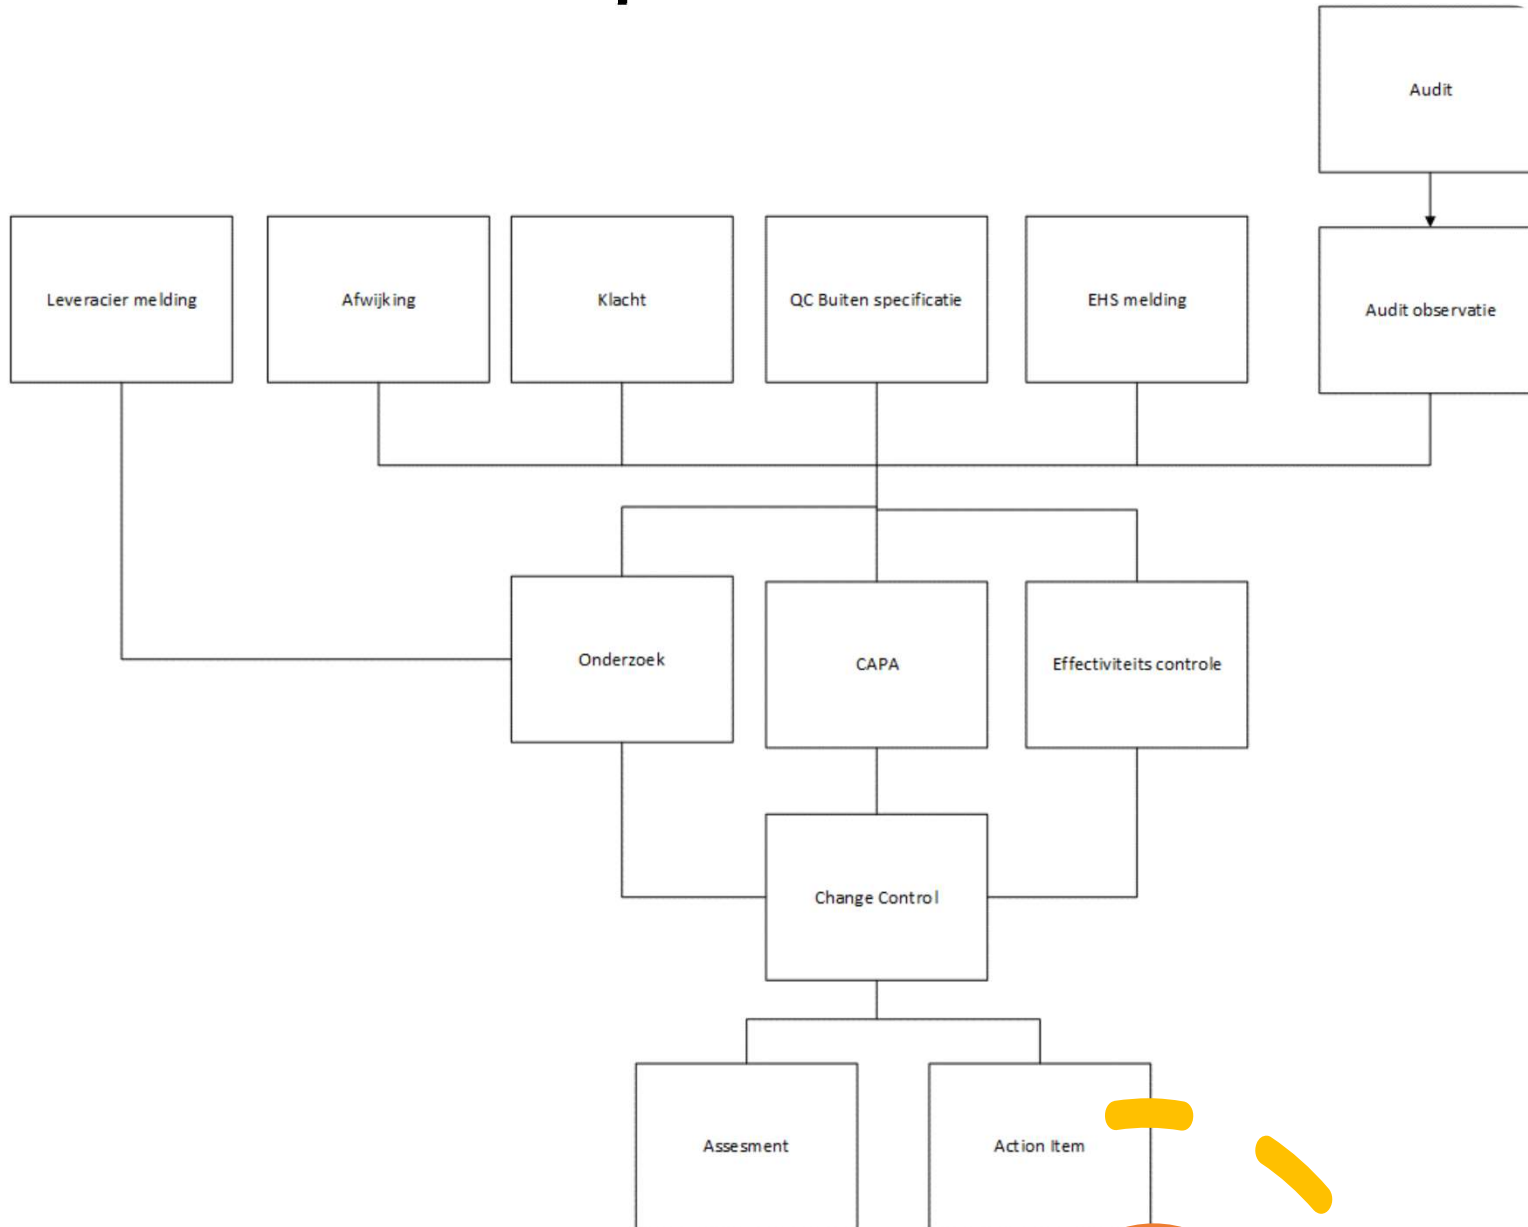 Audit
Leveracier melding
Afwijking
Klacht
QC Buiten specificatie
EHS melding
Audit observatie
Onderzoek
CAPA
Effectiviteits controle
Change Control
Assesment
Action Item